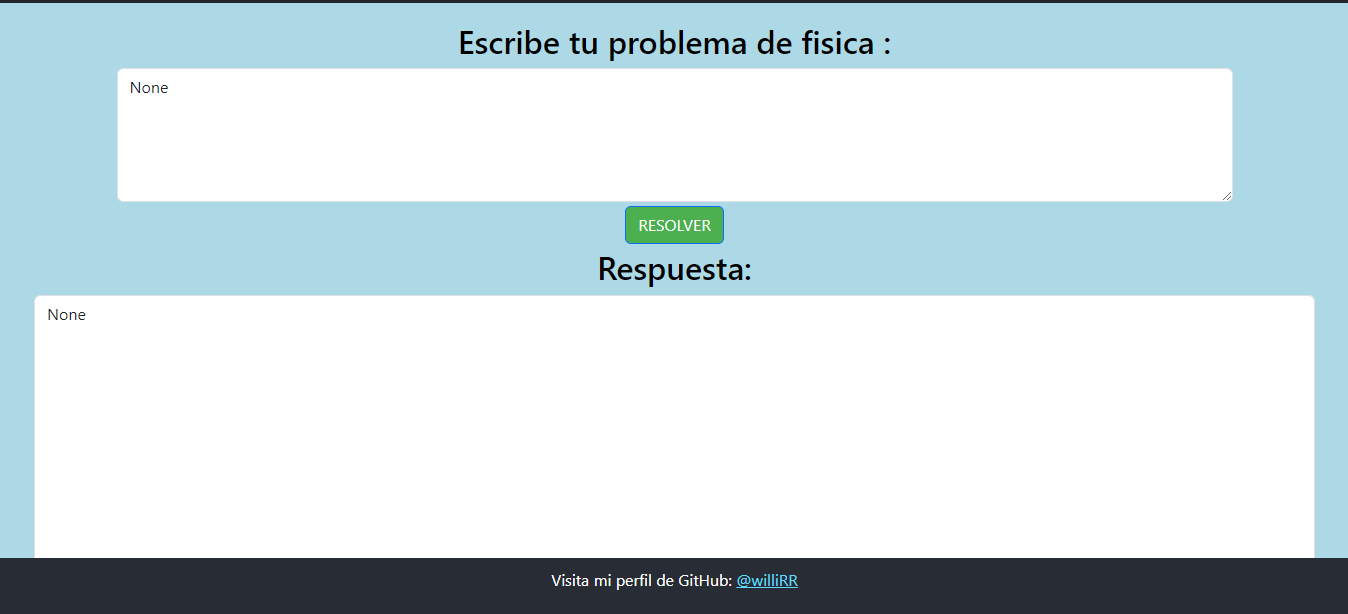 Escribe tu problema de fisica :
None
RESOLVER
Respuesta:
None
Visita mi perfil de GitHub: @williRR